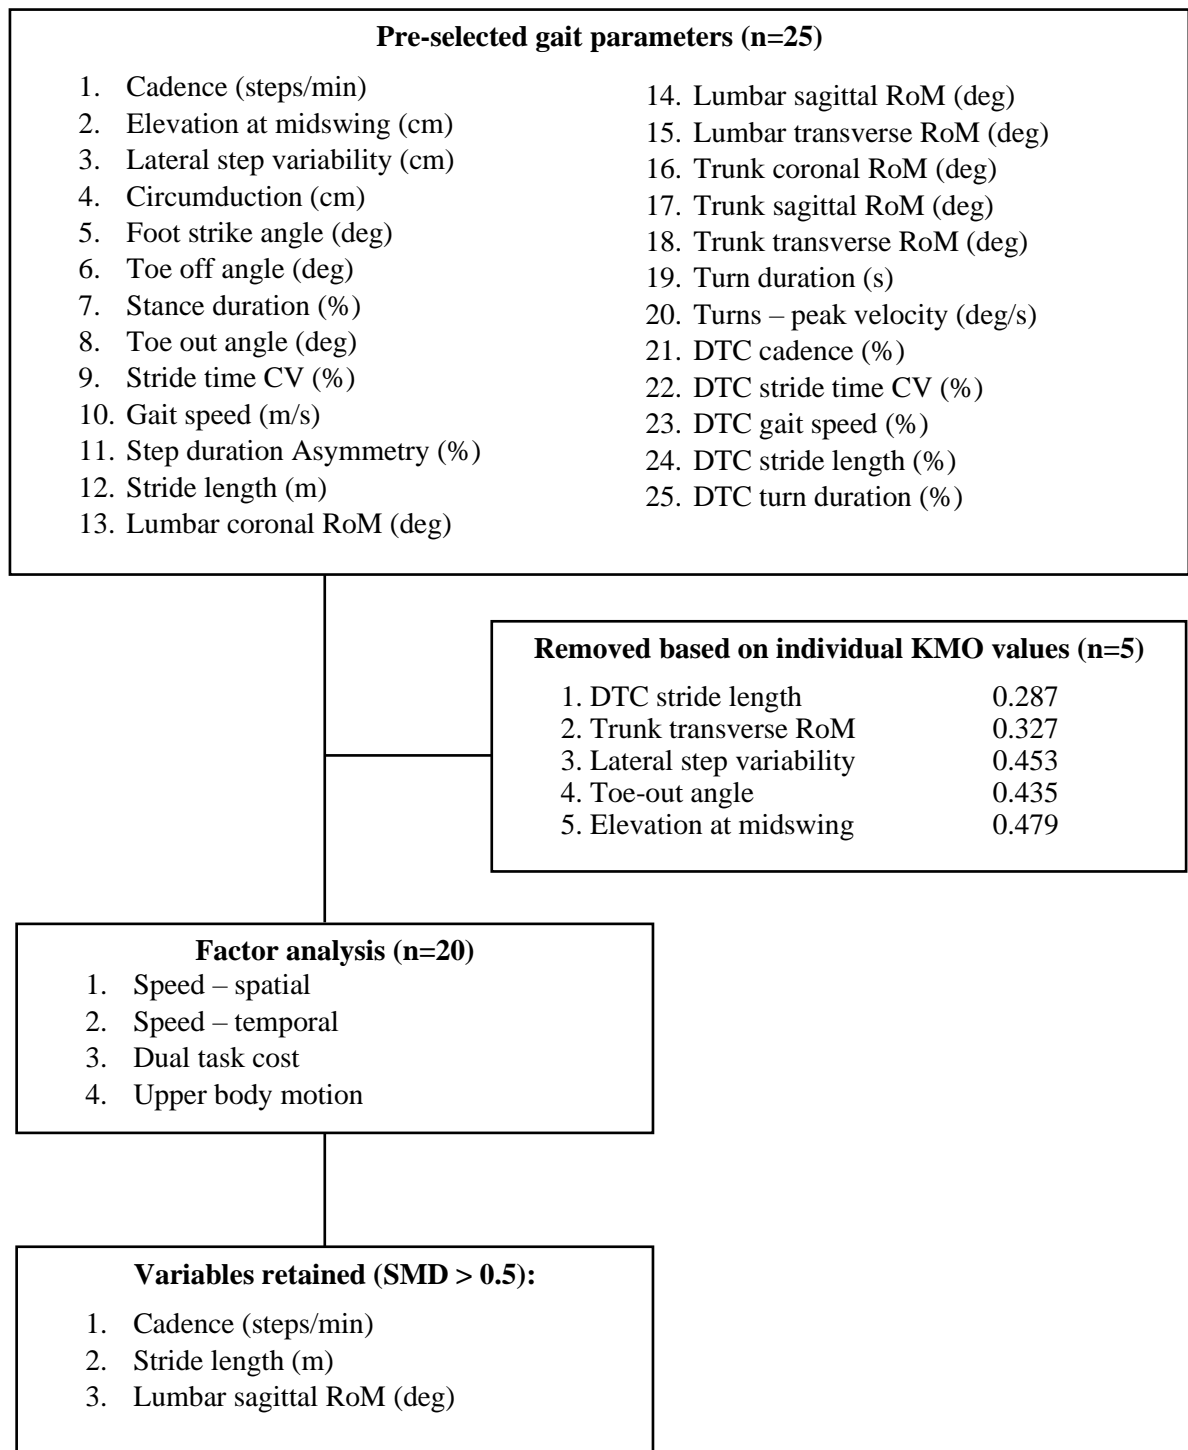 Pre-selected gait parameters (n=25)
1. Cadence (steps/min)
2. Elevation at midswing (cm)
3. Lateral step variability (cm)
4. Circumduction (cm)
5. Foot strike angle (deg)
6. Toe off angle (deg)
7. Stance duration (%)
8. Toe out angle (deg)
9. Stride time CV (%)
10. Gait speed (m/s)
11. Step duration Asymmetry (%)
12. Stride length (m)
13. Lumbar coronal RoM (deg)
14. Lumbar sagittal RoM (deg)
15. Lumbar transverse RoM (deg)
16. Trunk coronal RoM (deg)
17. Trunk sagittal RoM (deg)
18. Trunk transverse RoM (deg)
19. Turn duration (s)
20. Turns – peak velocity (deg/s)
21. DTC cadence (%)
22. DTC stride time CV (%)
23. DTC gait speed (%)
24. DTC stride length (%)
25. DTC turn duration (%)
Removed based on individual KMO values (n=5)
1. DTC stride length 0.287
2. Trunk transverse RoM 0.327
3. Lateral step variability 0.453
4. Toe-out angle 0.435
5. Elevation at midswing 0.479
Factor analysis (n=20)
1. Speed – spatial
2. Speed – temporal
3. Dual task cost
4. Upper body motion
Variables retained (SMD > 0.5):
1. Cadence (steps/min)
2. Stride length (m)
3. Lumbar sagittal RoM (deg)